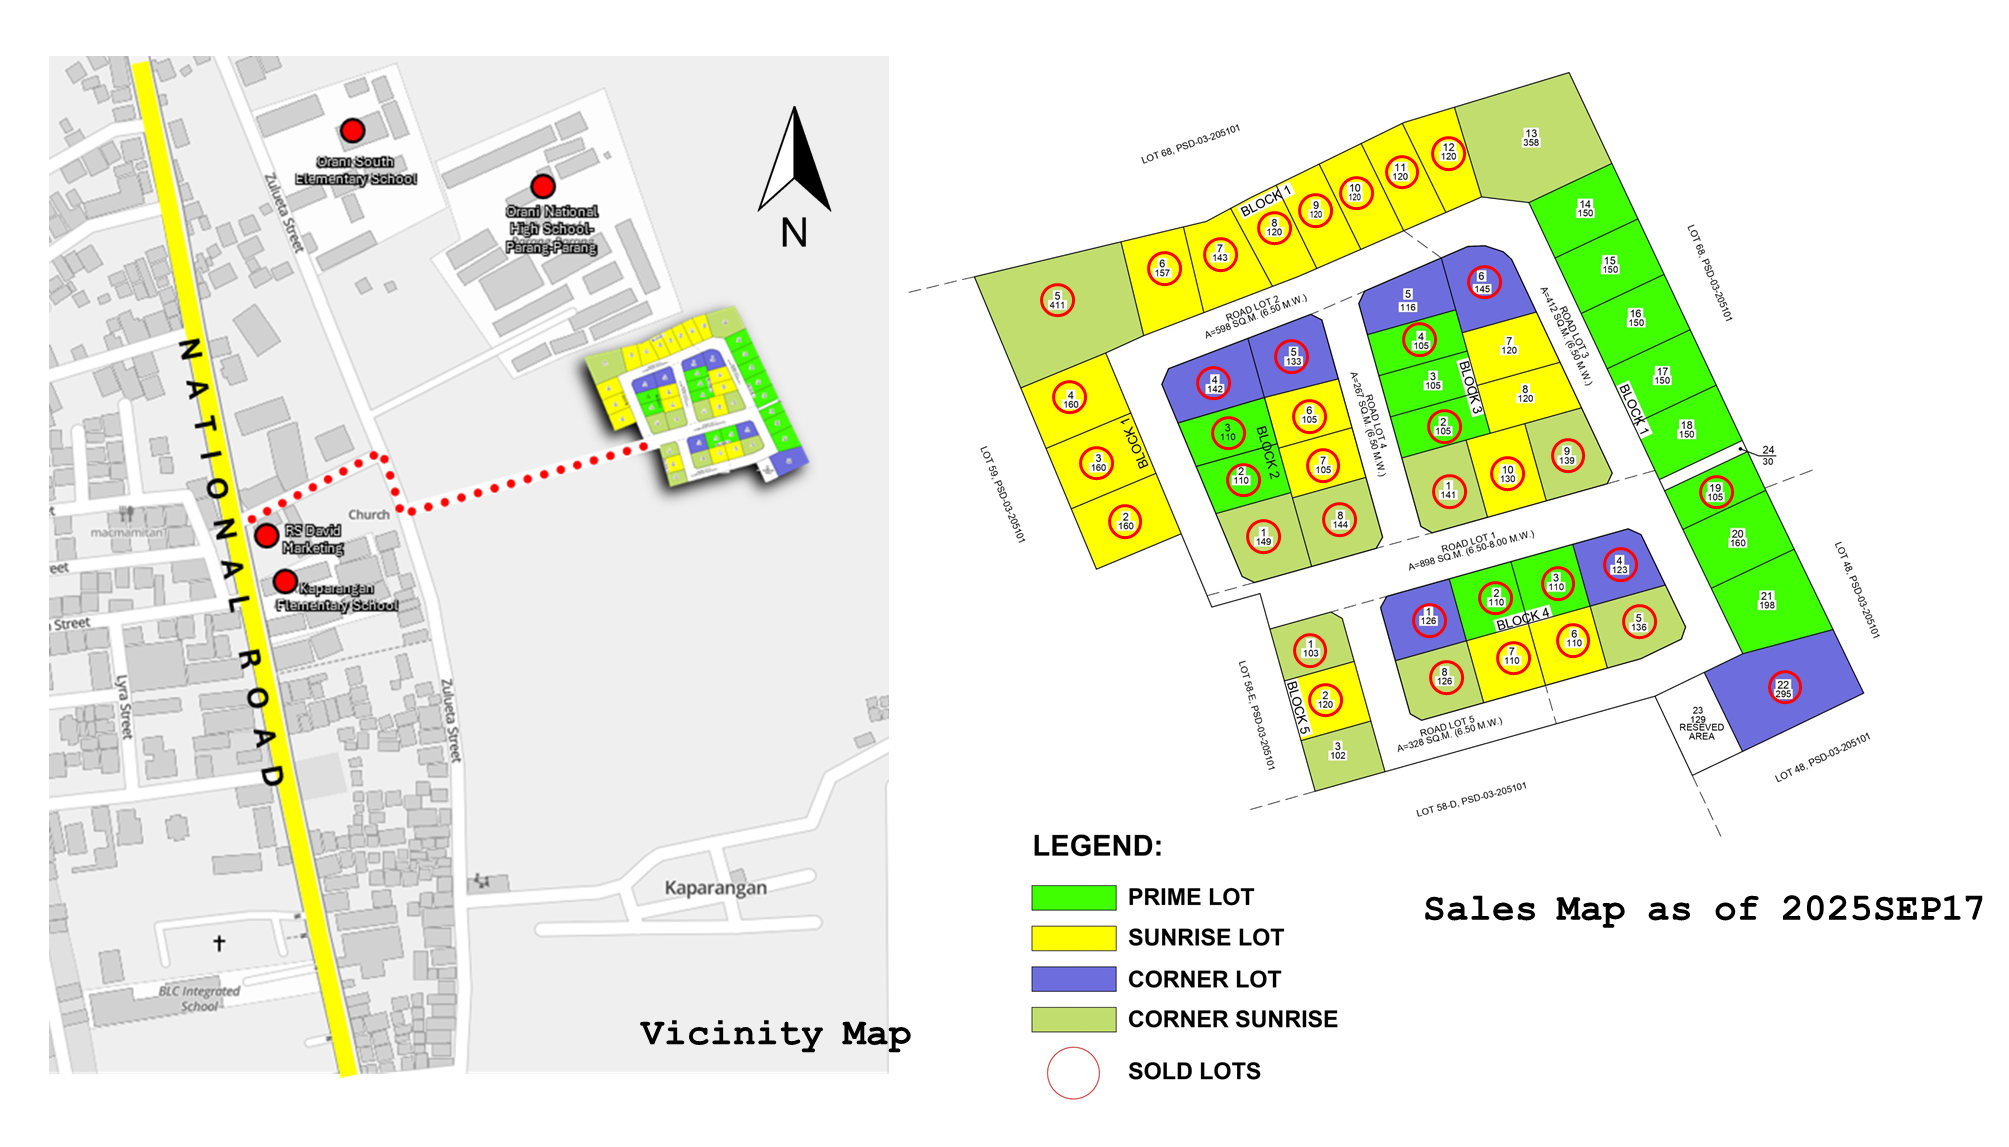 Orani South
Elementary School
Orani National
High School-
Parang-Parang
Zulueta Street
N
NATIONAL ROAD
Church
macmamitan
RS David
Marketing
Kaparangan
Elementary School
eet
Street
Lyra Street
Zulueta Street
Kaparangan
BLC Integrated
School
Vicinity Map
LOT 68, PSD-03-205101
BLOCK 1
5
411
6
157
7
143
8
120
9
120
10
120
11
120
12
120
13
358
14
150
15
150
16
150
17
150
18
150
BLOCK 1
LOT 68, PSD-03-205101
24
30
19
105
20
160
21
198
22
295
23
129
RESEVED
AREA
LOT 48, PSD-03-205101
LOT 48, PSD-03-205101
4
160
3
160
2
160
BLOCK 1
LOT 59, PSD-03-205101
ROAD LOT 2
A=598 SQ.M. (6.50 M.W.)
4
142
5
133
3
110
6
105
2
110
7
105
1
149
8
144
BLOCK 2
ROAD LOT 4
A=267 SQ.M. (6.50 M.W.)
5
116
6
145
4
105
7
120
3
105
8
120
2
105
1
141
10
130
9
139
BLOCK 3
ROAD LOT 3
A=412 SQ.M. (6.50 M.W.)
ROAD LOT 1
A=898 SQ.M. (6.50-8.00 M.W.)
1
126
2
110
3
110
4
123
BLOCK 4
8
126
7
110
6
110
5
136
1
103
2
120
3
102
BLOCK 5
LOT 58-E, PSD-03-205101
ROAD LOT 5
A=328 SQ.M. (6.50 M.W.)
LOT 58-D, PSD-03-205101
LEGEND:
PRIME LOT
SUNRISE LOT
CORNER LOT
CORNER SUNRISE
SOLD LOTS
Sales Map as of 2025SEP17